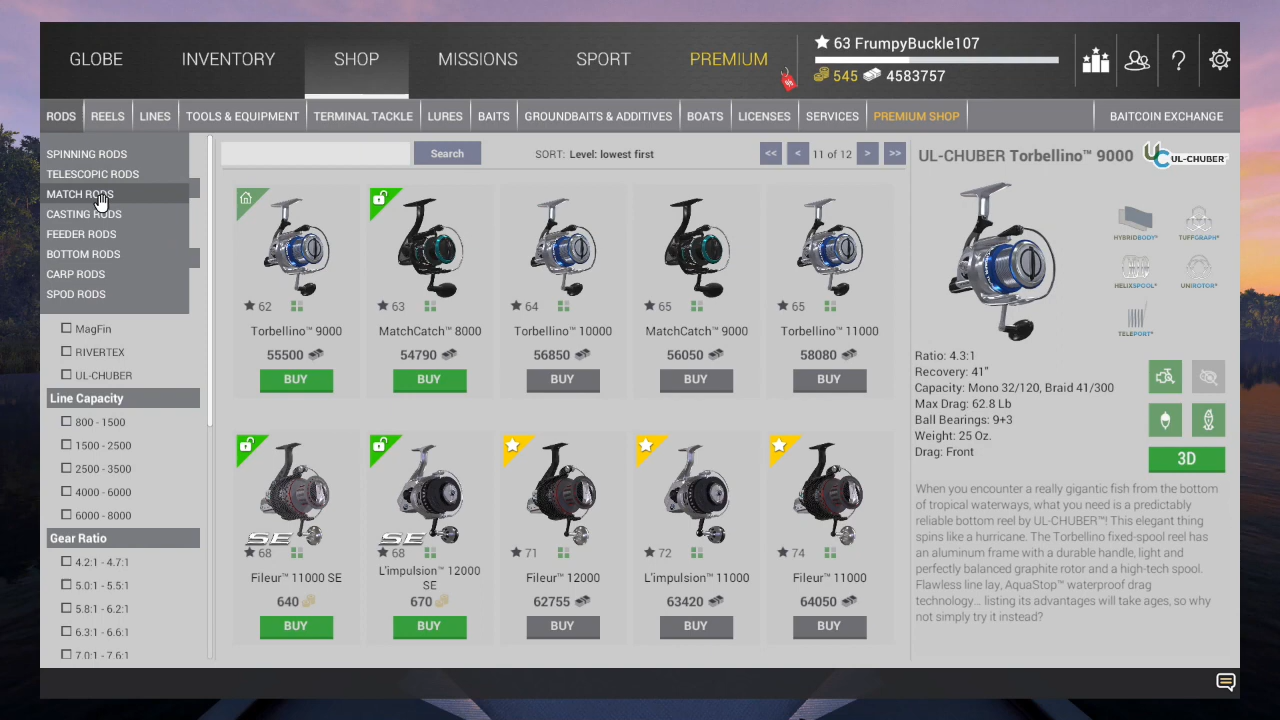 GLOBE INVENTORY SHOP MISSIONS SPORT PREMIUM
63 FrumpyBuckle107
545 4583757
RODS REELS LINES TOOLS & EQUIPMENT TERMINAL TACKLE LURES BAITS GROUNDBAITS & ADDITIVES BOATS LICENSES SERVICES PREMIUM SHOP BAITCOIN EXCHANGE
SPINNING RODS
TELESCOPIC RODS
MATCH RODS
CASTING RODS
FEEDER RODS
BOTTOM RODS
CARP RODS
SPOD RODS
MagFin
RIVERTEX
UL-CHUBER
Line Capacity
800 - 1500
1500 - 2500
2500 - 3500
4000 - 6000
6000 - 8000
Gear Ratio
4.2:1 - 4.7:1
5.0:1 - 5.5:1
5.8:1 - 6.2:1
6.3:1 - 6.6:1
7.0:1 - 7.6:1
Search SORT: Level: lowest first << < 11 of 12 > >>
62 63 64 65 65
Torbellino™ 9000 MatchCatch™ 8000 Torbellino™ 10000 MatchCatch™ 9000 Torbellino™ 11000
55500 54790 56850 56050 58080
BUY BUY BUY BUY BUY
SE SE
68 68 71 72 74
Fileur™ 11000 SE L'impulsion™ 12000 SE Fileur™ 12000 L'impulsion™ 11000 Fileur™ 11000
640 670 62755 63420 64050
BUY BUY BUY BUY BUY
UL-CHUBER Torbellino™ 9000 UL-CHUBER
HYBRIDBODY® TUFFGRAPH®
HELIXSPOOL® UNIROTOR®
TELEPORT®
Ratio: 4.3:1
Recovery: 41"
Capacity: Mono 32/120, Braid 41/300
Max Drag: 62.8 Lb
Ball Bearings: 9+3
Weight: 25 Oz.
Drag: Front
3D
When you encounter a really gigantic fish from the bottom
of tropical waterways, what you need is a predictably
reliable bottom reel by UL-CHUBER™! This elegant thing
spins like a hurricane. The Torbellino fixed-spool reel has
an aluminum frame with a durable handle, light and
perfectly balanced graphite rotor and a high-tech spool.
Flawless line lay, AquaStop™ waterproof drag
technology... listing its advantages will take ages, so why
not simply try it instead?